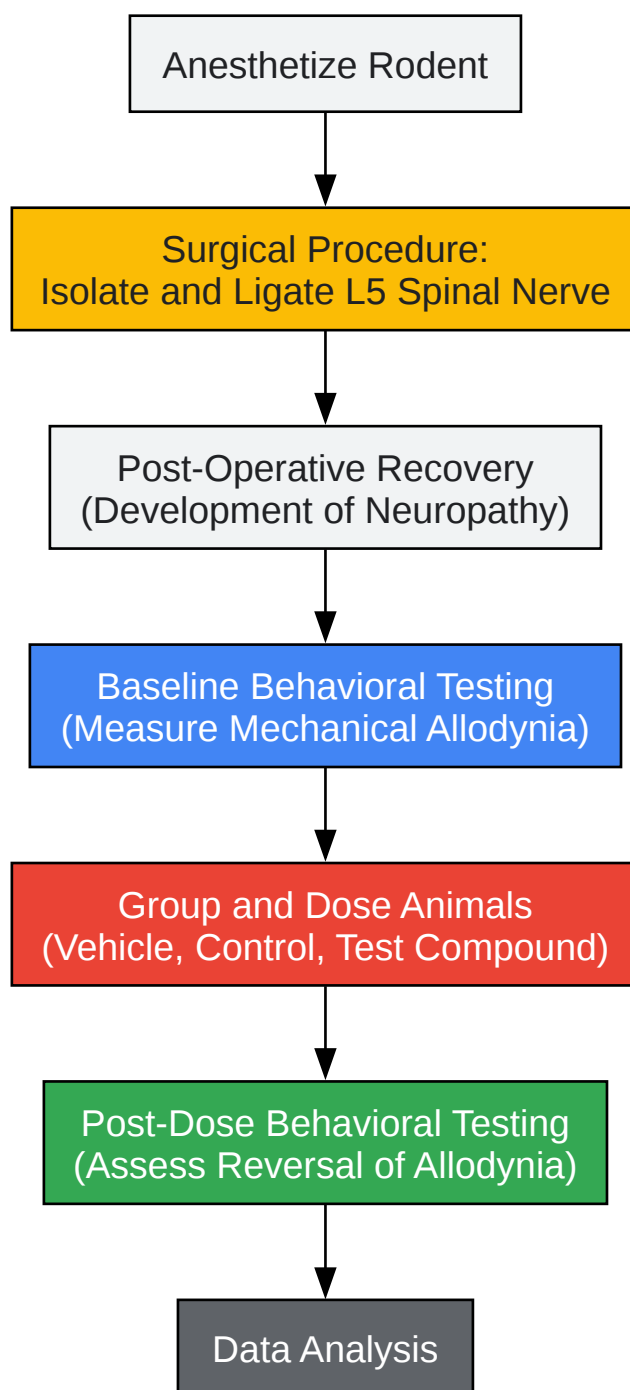 Anesthetize Rodent
Surgical Procedure:
Isolate and Ligate L5 Spinal Nerve
Post-Operative Recovery
(Development of Neuropathy)
Baseline Behavioral Testing
(Measure Mechanical Allodynia)
Group and Dose Animals
(Vehicle, Control, Test Compound)
Post-Dose Behavioral Testing
(Assess Reversal of Allodynia)
Data Analysis